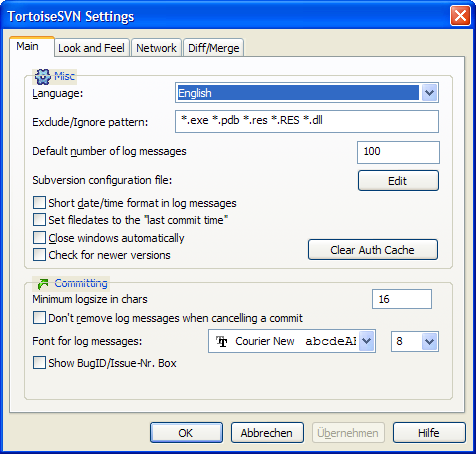 TortoiseSVN Settings
Main Look and Feel Network Diff/Merge
Misc
Language: English
Exclude/Ignore pattern: *.exe *.pdb *.res *.RES *.dll
Default number of log messages 100
Subversion configuration file: Edit
Short date/time format in log messages
Set filedates to the "last commit time"
Close windows automatically
Check for newer versions
Clear Auth Cache
Committing
Minimum logsize in chars 16
Don't remove log messages when cancelling a commit
Font for log messages: Courier New abcdeAI 8
Show BugID/Issue-Nr. Box
OK Abbrechen Übernehmen Hilfe